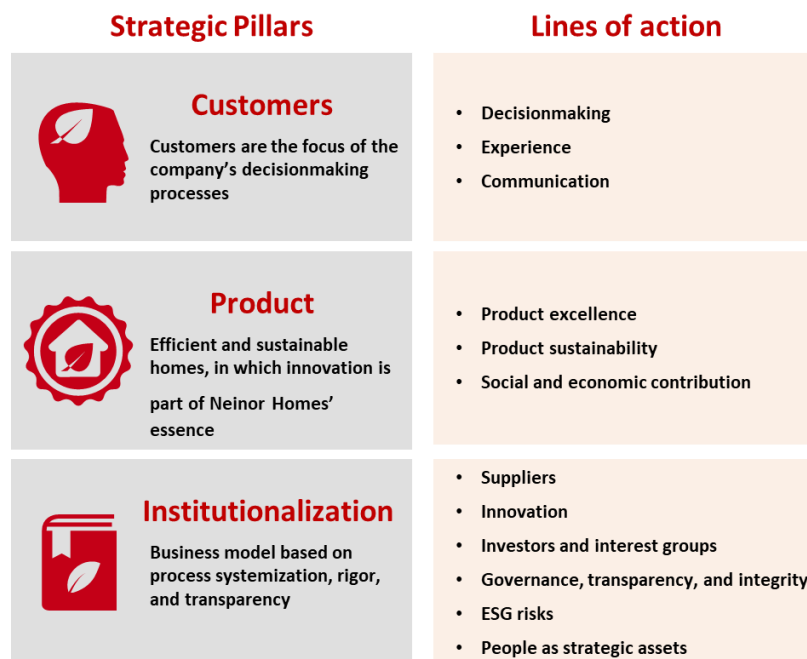 Strategic Pillars
Lines of action
Customers
Customers are the focus of the
company's decisionmaking
processes
• Decisionmaking
• Experience
• Communication
Product
Efficient and sustainable
homes, in which innovation is
part of Neinor Homes'
essence
• Product excellence
• Product sustainability
• Social and economic contribution
Institutionalization
Business model based on
process systemization, rigor,
and transparency
• Suppliers
• Innovation
• Investors and interest groups
• Governance, transparency, and integrity
• ESG risks
• People as strategic assets